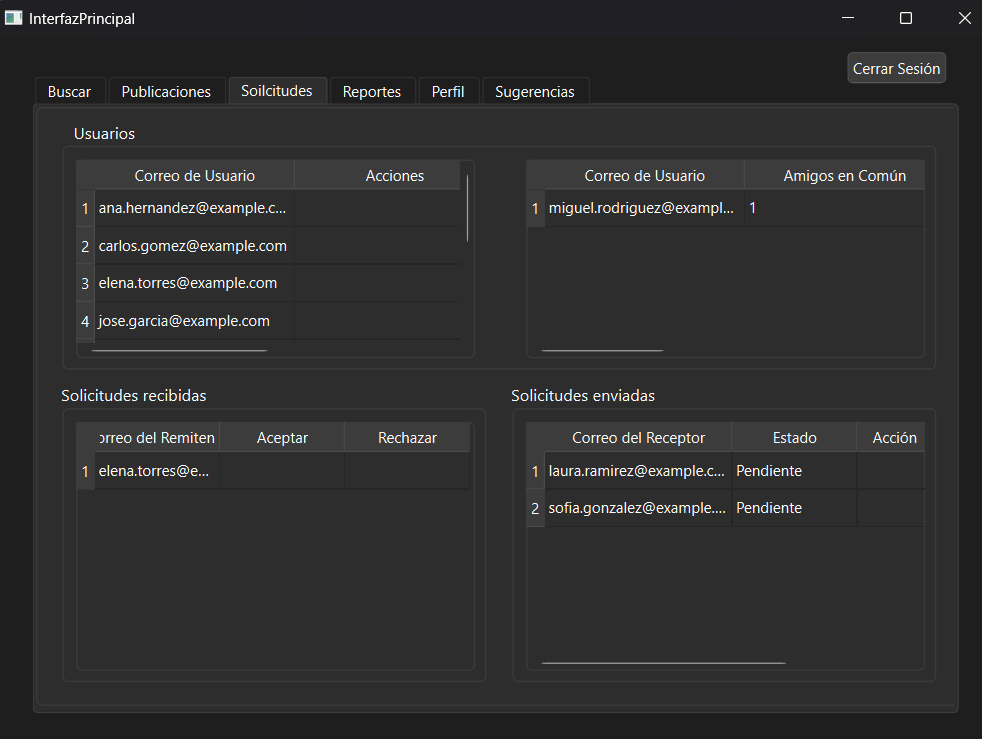 InterfazPrincipal
Cerrar Sesión
Buscar Publicaciones Soilcitudes Reportes Perfil Sugerencias
Usuarios
Correo de Usuario Acciones
1 ana.hernandez@example.c...
2 carlos.gomez@example.com
3 elena.torres@example.com
4 jose.garcia@example.com
Correo de Usuario Amigos en Común
1 miguel.rodriguez@exampl... 1
Solicitudes recibidas
orreo del Remiten Aceptar Rechazar
1 elena.torres@e...
Solicitudes enviadas
Correo del Receptor Estado Acción
1 laura.ramirez@example.c... Pendiente
2 sofia.gonzalez@example.... Pendiente